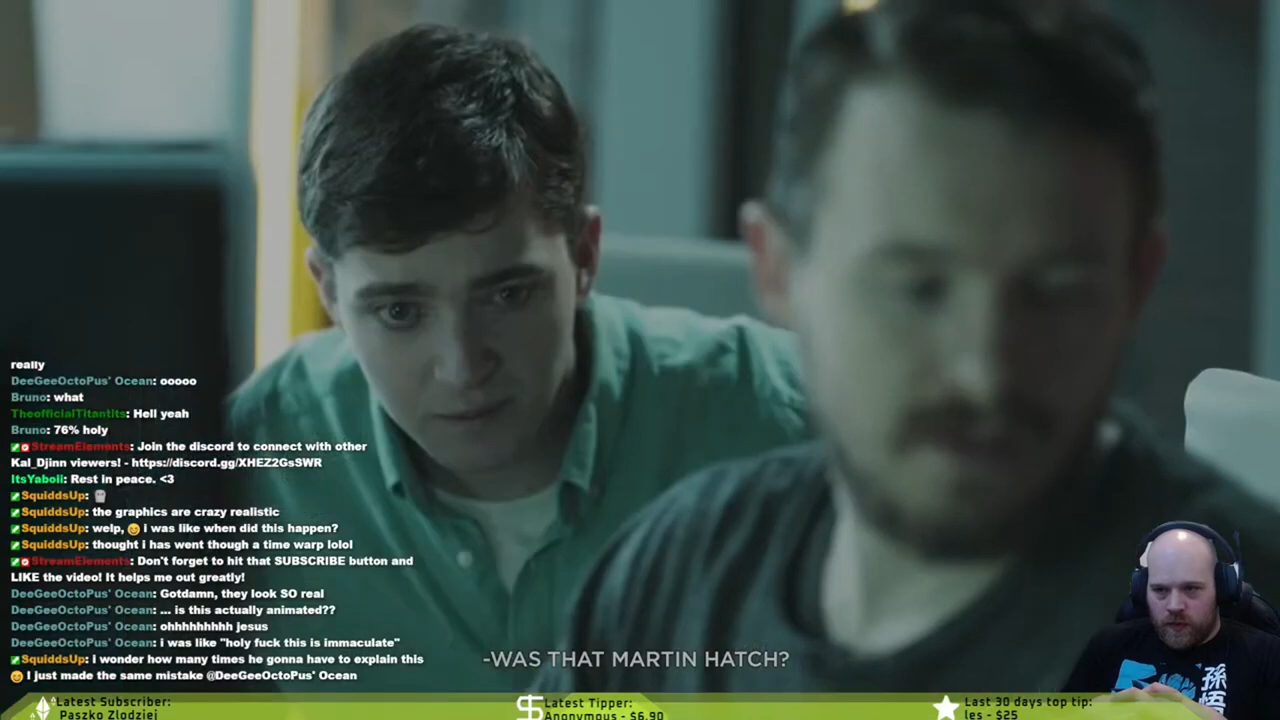 really
DeeGeeOctoPus' Ocean: ooooo
Bruno: what
TheofficialTitantits: Hell yeah
Bruno: 76% holy
StreamElements: Join the discord to connect with other
Kal_Djinn viewers! - https://discord.gg/XHEZ2GsSWR
ItsYaboii: Rest in peace. <3
SquiddsUp:
SquiddsUp: the graphics are crazy realistic
SquiddsUp: welp, i was like when did this happen?
SquiddsUp: thought i has went though a time warp lolol
StreamElements: Don't forget to hit that SUBSCRIBE button and
LIKE the video! It helps me out greatly!
DeeGeeOctoPus' Ocean: Gotdamn, they look SO real
DeeGeeOctoPus' Ocean: ... is this actually animated??
DeeGeeOctoPus' Ocean: ohhhhhhhhh jesus
DeeGeeOctoPus' Ocean: i was like "holy fuck this is immaculate"
SquiddsUp: I wonder how many times he gonna have to explain this
I just made the same mistake @DeeGeeOctoPus' Ocean
-WAS THAT MARTIN HATCH?
孫
悟
Latest Subscriber:
Paszko Zlodziej
Latest Tipper:
Anonymous - $6.90
Last 30 days top tip:
les - $25